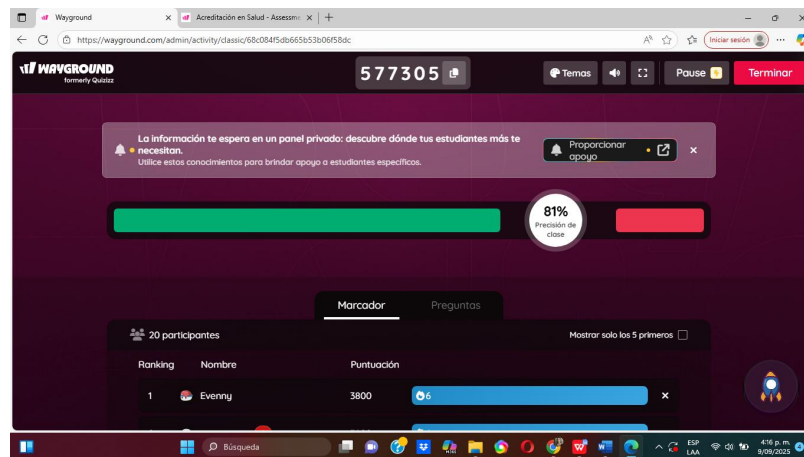 Wayground
Acreditación en Salud - Assessme
https://wayground.com/admin/activity/classic/68c084f5db665b53b06f58dc
Iniciar sesión
WAYGROUND
formerly Quizizz
577305
Temas
Pause
Terminar
La información te espera en un panel privado: descubre dónde tus estudiantes más te
necesitan.
Utilice estos conocimientos para brindar apoyo a estudiantes específicos.
Proporcionar
apoyo
81%
Precisión de
clase
Marcador
Preguntas
20 participantes
Mostrar solo los 5 primeros
Ranking
Nombre
Puntuación
1
Evenny
3800
6
Búsqueda
ESP
LAA
4:16 p. m.
9/09/2025